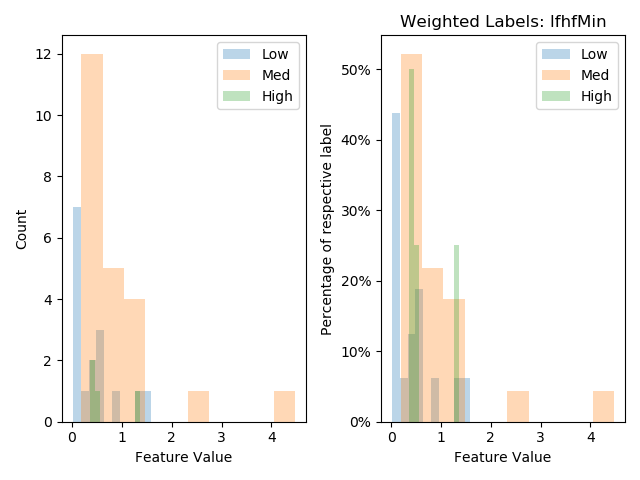 Weighted Labels: lfhfMin
12
10
8
6
4
2
0
Count
0
1
2
3
4
Feature Value
Low
Med
High
50%
40%
30%
20%
10%
0%
Percentage of respective label
0
1
2
3
4
Feature Value
Low
Med
High